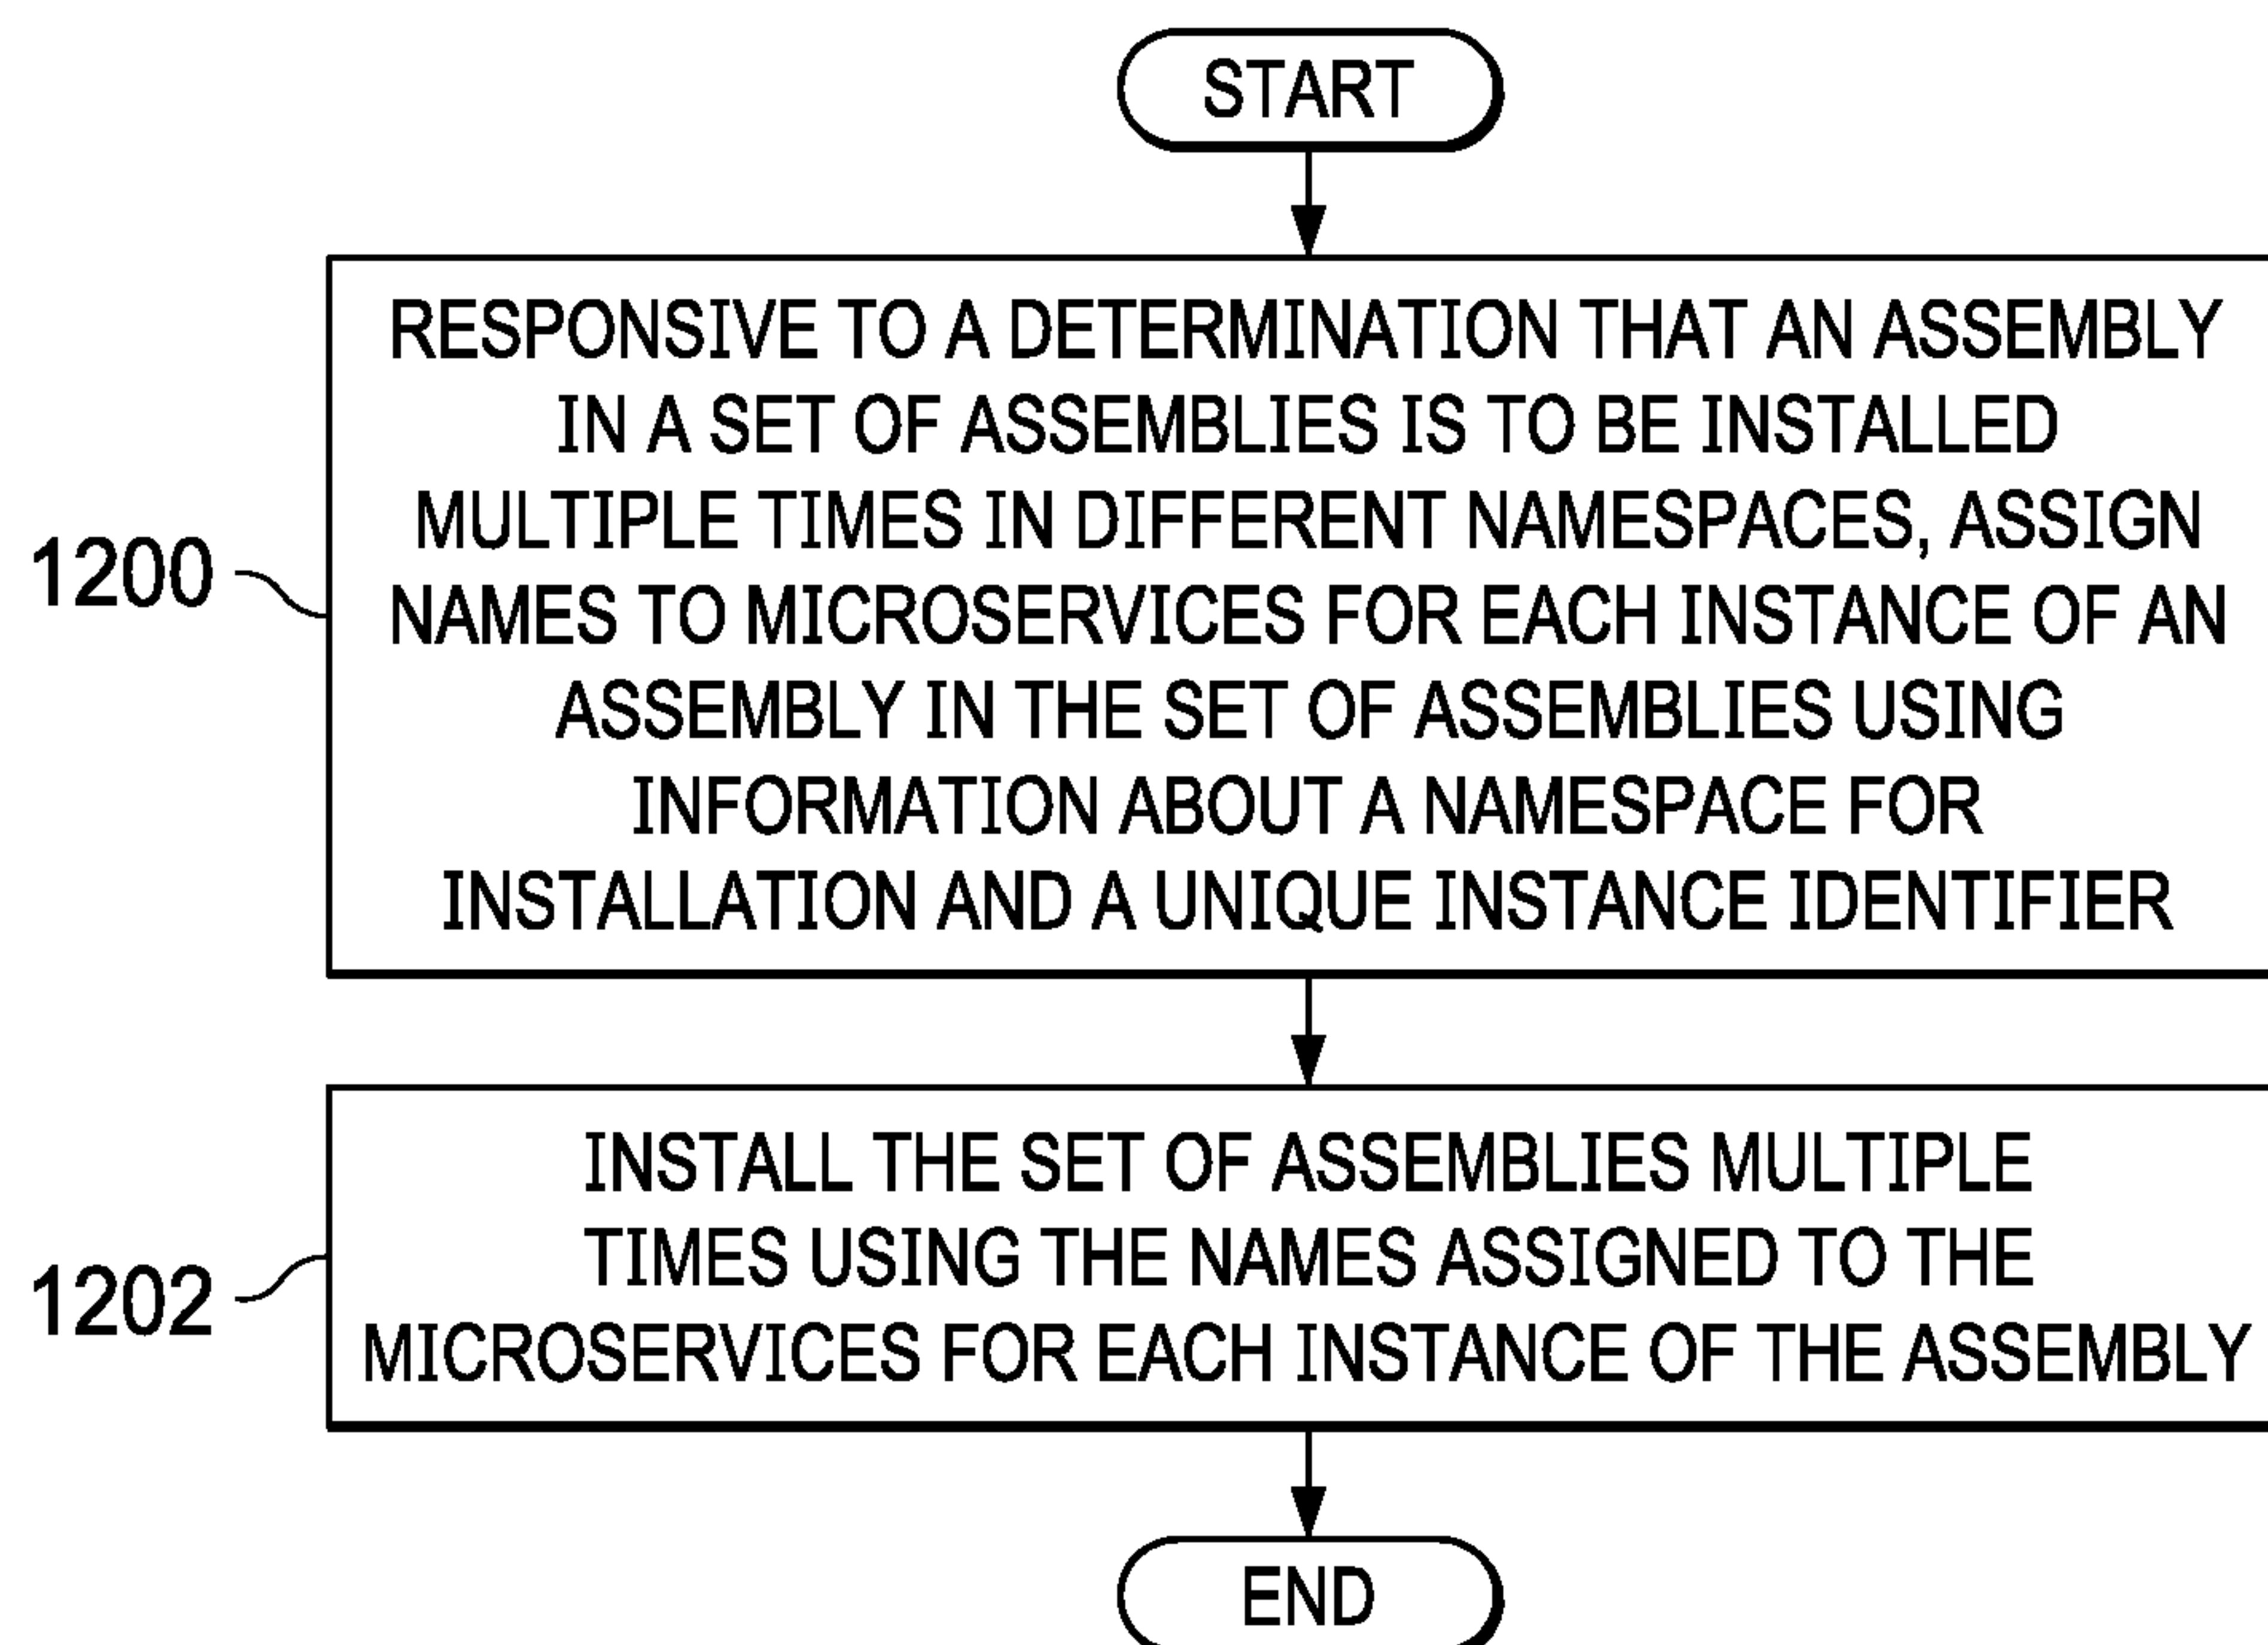 START
RESPONSIVE TO A DETERMINATION THAT AN ASSEMBLY
IN A SET OF ASSEMBLIES IS TO BE INSTALLED
MULTIPLE TIMES IN DIFFERENT NAMESPACES, ASSIGN
NAMES TO MICROSERVICES FOR EACH INSTANCE OF AN
ASSEMBLY IN THE SET OF ASSEMBLIES USING
INFORMATION ABOUT A NAMESPACE FOR
INSTALLATION AND A UNIQUE INSTANCE IDENTIFIER
1200
INSTALL THE SET OF ASSEMBLIES MULTIPLE
TIMES USING THE NAMES ASSIGNED TO THE
MICROSERVICES FOR EACH INSTANCE OF THE ASSEMBLY
1202
END